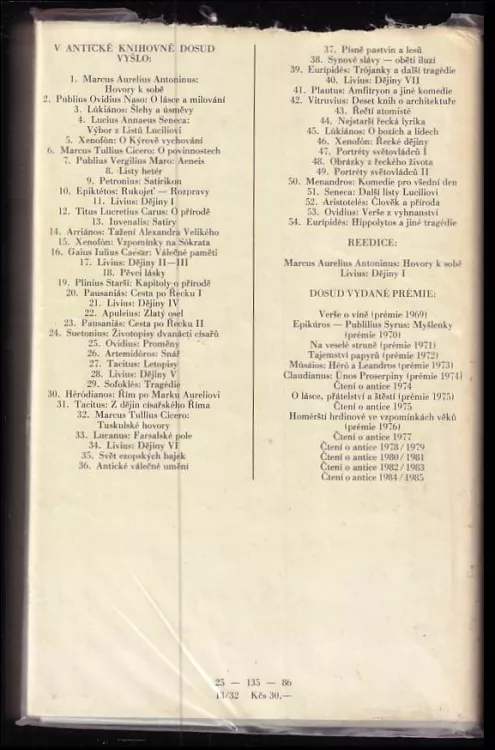 V ANTICKÉ KNIHOVNĚ DOSUD
VYŠLO:
1. Marcus Aurelius Antoninus:
Hovory k sobě
2. Publius Ovidius Naso: O lásce a milování
3. Lúkiános: Šlehy a úsměvy
4. Lucius Annaeus Seneca:
Výbor z Listů Luciliovi
5. Xenofón: O Kýrově vychování
6. Marcus Tullius Cicero: O povinnostech
7. Publius Vergilius Maro: Aeneis
8. Listy hetér
9. Petronius: Satirikon
10. Epiktétos: Rukojeť — Rozpravy
11. Livius: Dějiny I
12. Titus Lucretius Carus: O přírodě
13. Iuvenalis: Satiry
14. Arriános: Tažení Alexandra Velikého
15. Xenofón: Vzpomínky na Sókrata
16. Gaius Iulius Caesar: Válečné paměti
17. Livius: Dějiny II—III
18. Pěvci lásky
19. Plinius Starší: Kapitoly o přírodě
20. Pausaniás: Cesta po Řecku I
21. Livius: Dějiny IV
22. Apuleius: Zlatý osel
23. Pausaniás: Cesta po Řecku II
24. Suetonius: Životopisy dvanácti císařů
25. Ovidius: Proměny
26. Artemidóros: Snář
27. Tacitus: Letopisy
28. Livius: Dějiny V
29. Sofoklés: Tragédie
30. Héródianos: Řím po Marku Aureliovi
31. Tacitus: Z dějin císařského Říma
32. Marcus Tullius Cicero:
Tuskulské hovory
33. Lucanus: Farsalské pole
34. Livius: Dějiny VI
35. Svět ezopských bajek
36. Antické válečné umění
37. Písně pastvin a lesů
38. Synové slávy — oběti iluzí
39. Eurípidés: Trójanky a další tragédie
40. Livius: Dějiny VII
41. Plautus: Amfitryon a jiné komedie
42. Vitruvius: Deset knih o architektuře
43. Řečtí atomisté
44. Nejstarší řecká lyrika
45. Lúkiános: O bozích a lidech
46. Xenofón: Řecké dějiny
47. Portréty světovládců I
48. Obrázky z řeckého života
49. Portréty světovládců II
50. Menandros: Komedie pro všední den
51. Seneca: Další listy Luciliovi
52. Aristotelés: Člověk a příroda
53. Ovidius: Verše z vyhnanství
54. Eurípidés: Hippolytos a jiné tragédie
REEDICE:
Marcus Aurelius Antoninus: Hovory k sobě
Livius: Dějiny I
DOSUD VYDANÉ PRÉMIE:
Verše o víně (prémie 1969)
Epikúros — Publilius Syrus: Myšlenky
(prémie 1970)
Na veselé struně (prémie 1971)
Tajemství papyrů (prémie 1972)
Músáios: Héró a Leandros (prémie 1973)
Claudianus: Únos Proserpiny (prémie 1974)
Čtení o antice 1974
O lásce, přátelství a štěstí (prémie 1975)
Čtení o antice 1975
Homérští hrdinové ve vzpomínkách věků
(prémie 1976)
Čtení o antice 1977
Čtení o antice 1978 / 1979
Čtení o antice 1980 / 1981
Čtení o antice 1982 / 1983
Čtení o antice 1984 / 1985
25 — 135 — 86
13/32 Kčs 30,—